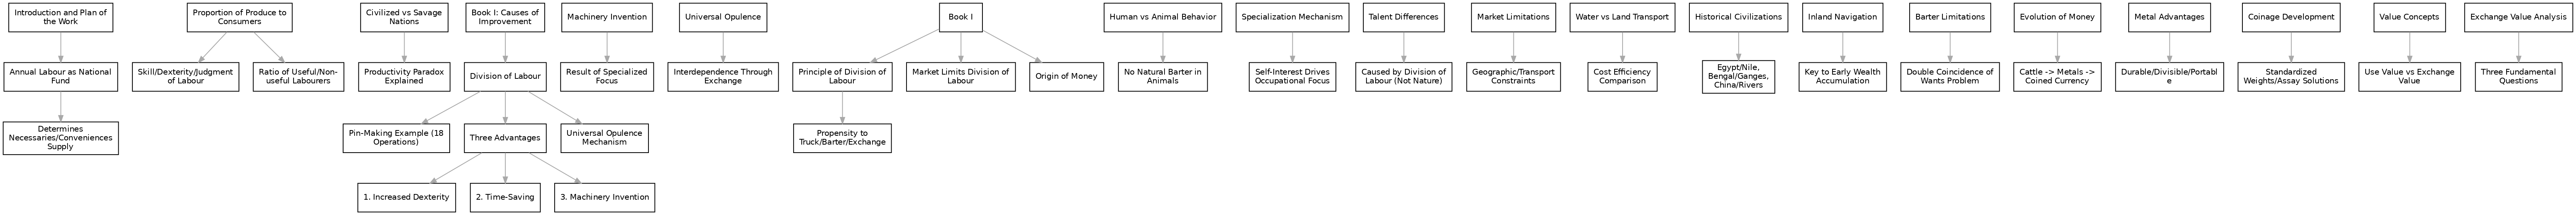 Introduction and Plan of
the Work
Proportion of Produce to
Consumers
Civilized vs Savage
Nations
Book I: Causes of
Improvement
Machinery Invention
Universal Opulence
Book I
Human vs Animal Behavior
Specialization Mechanism
Talent Differences
Market Limitations
Water vs Land Transport
Historical Civilizations
Inland Navigation
Barter Limitations
Evolution of Money
Metal Advantages
Coinage Development
Value Concepts
Exchange Value Analysis
Annual Labour as National
Fund
Skill/Dexterity/Judgment
of Labour
Ratio of Useful/Non-
useful Labourers
Productivity Paradox
Explained
Division of Labour
Result of Specialized
Focus
Interdependence Through
Exchange
Principle of Division of
Labour
Market Limits Division of
Labour
Origin of Money
No Natural Barter in
Animals
Self-Interest Drives
Occupational Focus
Caused by Division of
Labour (Not Nature)
Geographic/Transport
Constraints
Cost Efficiency
Comparison
Egypt/Nile,
Bengal/Ganges,
China/Rivers
Key to Early Wealth
Accumulation
Double Coincidence of
Wants Problem
Cattle -> Metals ->
Coined Currency
Durable/Divisible/Portabl
e
Standardized
Weights/Assay Solutions
Use Value vs Exchange
Value
Three Fundamental
Questions
Determines
Necessaries/Conveniences
Supply
Pin-Making Example (18
Operations)
Three Advantages
Universal Opulence
Mechanism
Propensity to
Truck/Barter/Exchange
1. Increased Dexterity
2. Time-Saving
3. Machinery Invention